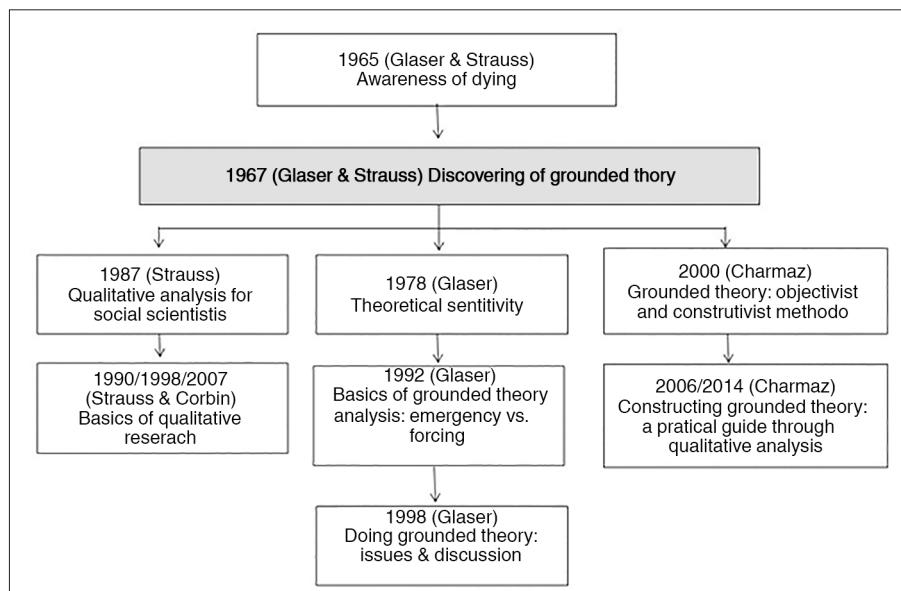 1965 (Glaser & Strauss)
Awareness of dying
1967 (Glaser & Strauss) Discovering of grounded thory
1987 (Strauss)
Qualitative analysis for
social scientistis
1990/1998/2007
(Strauss & Corbin)
Basics of qualitative
reserach
1978 (Glaser)
Theoretical sentitivity
1992 (Glaser)
Basics of grounded theory
analysis: emergency vs.
forcing
1998 (Glaser)
Doing grounded theory:
issues & discussion
2000 (Charmaz)
Grounded theory: objectivist
and construtivist methodo
2006/2014 (Charmaz)
Constructing grounded theory:
a pratical guide through
qualitative analysis